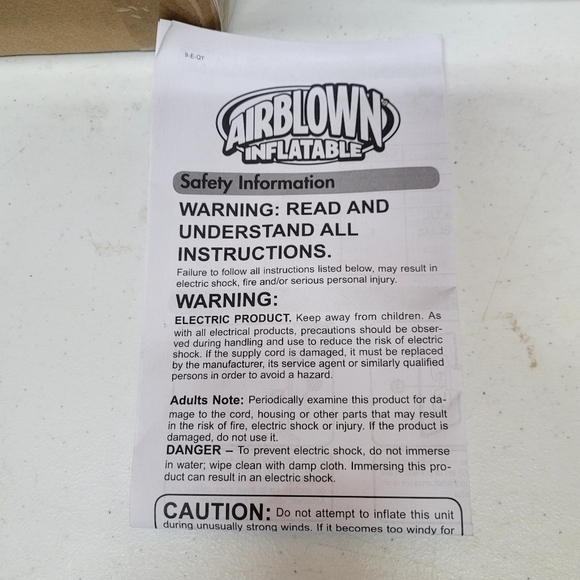 9-E-QT
AIRBLOWN
INFLATABLE
Safety Information
WARNING: READ AND
UNDERSTAND ALL
INSTRUCTIONS.
Failure to follow all instructions listed below, may result in
electric shock, fire and/or serious personal injury.
WARNING:
ELECTRIC PRODUCT. Keep away from children. As
with all electrical products, precautions should be obser-
ved during handling and use to reduce the risk of electric
shock. If the supply cord is damaged, it must be replaced
by the manufacturer, its service agent or similarly qualified
persons in order to avoid a hazard.
Adults Note: Periodically examine this product for da-
mage to the cord, housing or other parts that may result
in the risk of fire, electric shock or injury. If the product is
damaged, do not use it.
DANGER – To prevent electric shock, do not immerse
in water; wipe clean with damp cloth. Immersing this pro-
duct can result in an electric shock.
CAUTION: Do not attempt to inflate this unit
during unusually strong winds. If it becomes too windy for